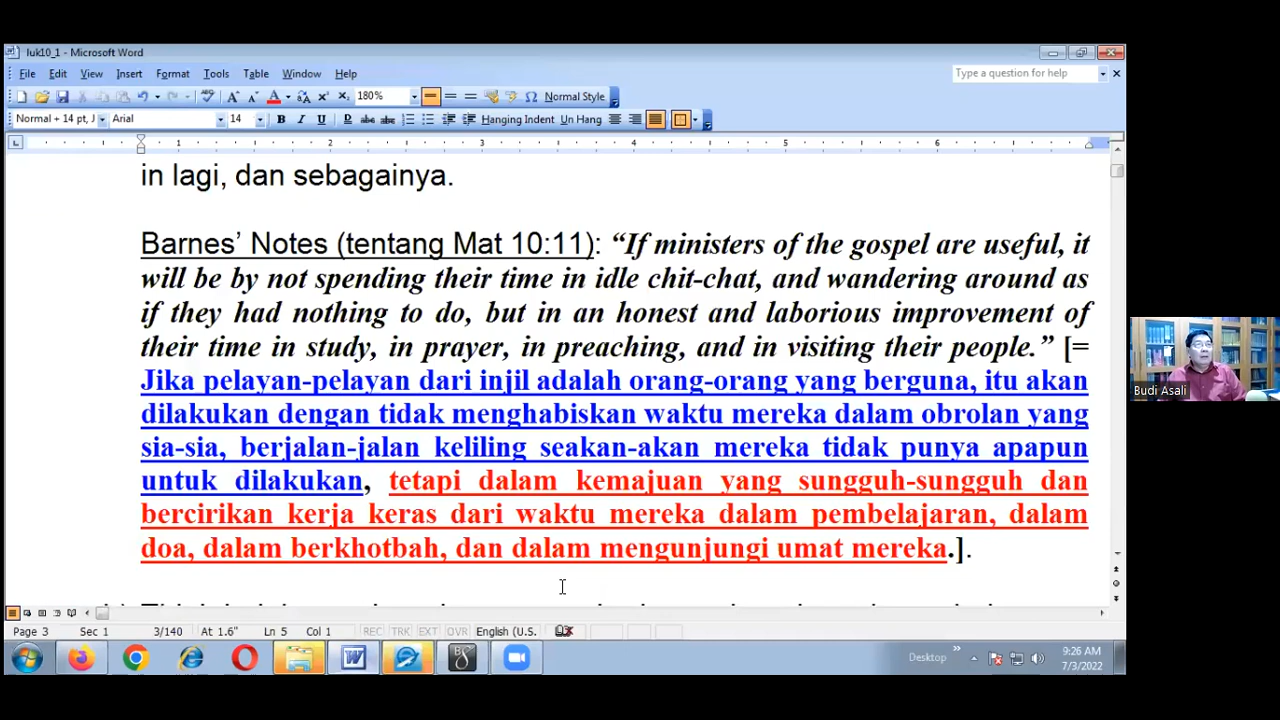 luk10_1 - Microsoft Word
File Edit View Insert Format Tools Table Window Help
Type a question for help
180%
Normal Style
Normal + 14 pt, J
Arial
14
B I U
Hanging Indent Un Hang
1 2 3 4 5 6
in lagi, dan sebagainya.
Barnes’ Notes (tentang Mat 10:11): “If ministers of the gospel are useful, it
will be by not spending their time in idle chit-chat, and wandering around as
if they had nothing to do, but in an honest and laborious improvement of
their time in study, in prayer, in preaching, and in visiting their people.” [=
Jika pelayan-pelayan dari injil adalah orang-orang yang berguna, itu akan
dilakukan dengan tidak menghabiskan waktu mereka dalam obrolan yang
sia-sia, berjalan-jalan keliling seakan-akan mereka tidak punya apapun
untuk dilakukan, tetapi dalam kemajuan yang sungguh-sungguh dan
bercirikan kerja keras dari waktu mereka dalam pembelajaran, dalam
doa, dalam berkhotbah, dan dalam mengunjungi umat mereka.].
Budi Asali
Page 3 Sec 1 3/140 At 1.6" Ln 5 Col 1 REC TRK EXT OVR English (U.S.
Desktop
9:26 AM
7/3/2022